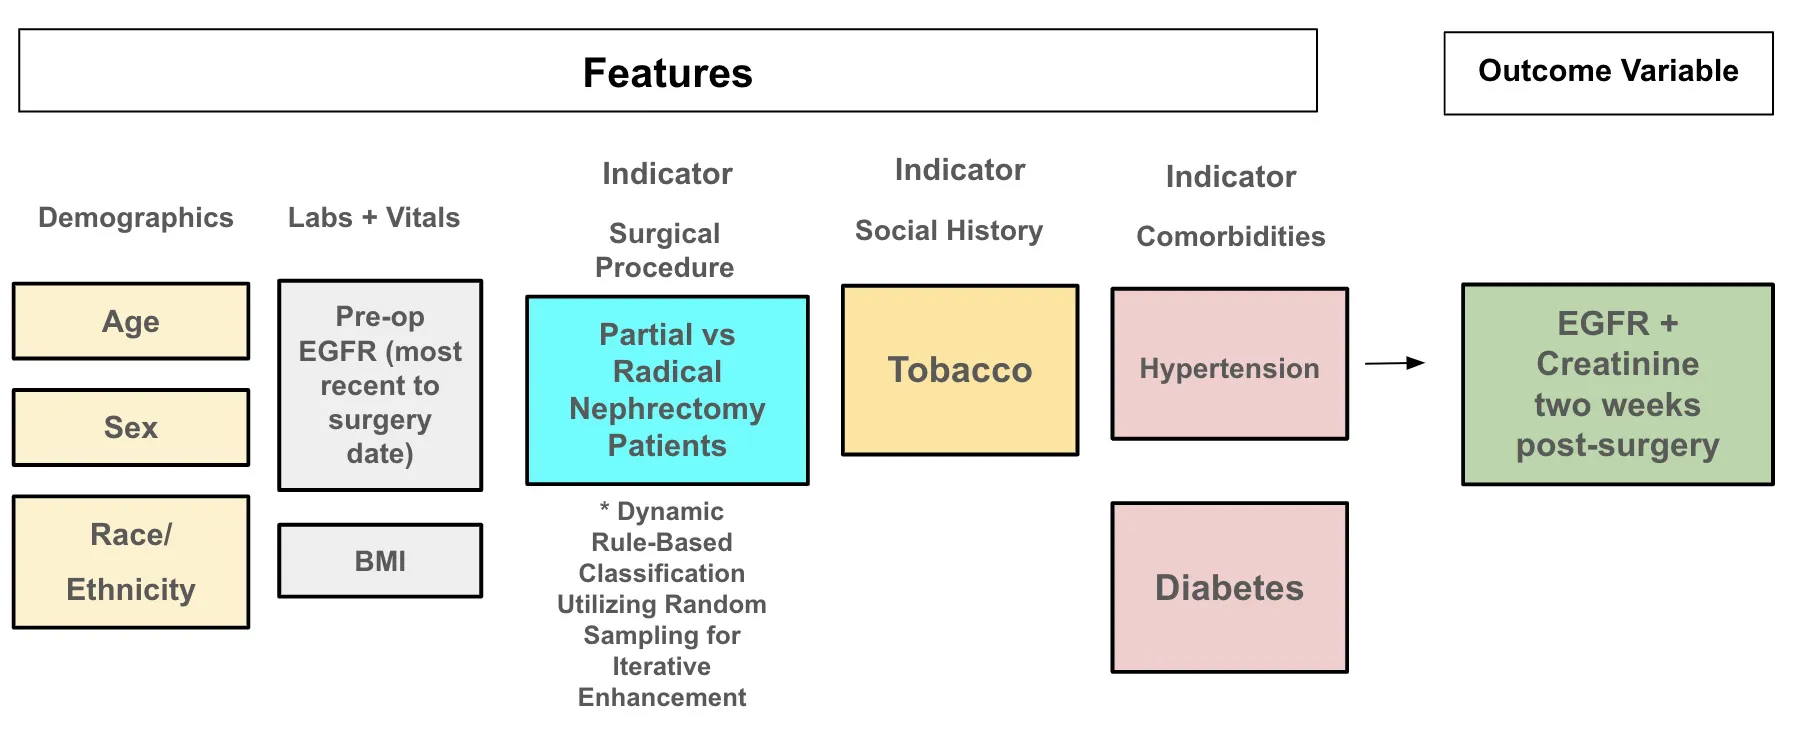 Features
Outcome Variable
Demographics
Age
Sex
Race/
Ethnicity
Labs + Vitals
Pre-op
EGFR (most
recent to
surgery
date)
BMI
Indicator
Surgical
Procedure
Partial vs
Radical
Nephrectomy
Patients
* Dynamic
Rule-Based
Classification
Utilizing Random
Sampling for
Iterative
Enhancement
Indicator
Social History
Tobacco
Indicator
Comorbidities
Hypertension
Diabetes
EGFR +
Creatinine
two weeks
post-surgery